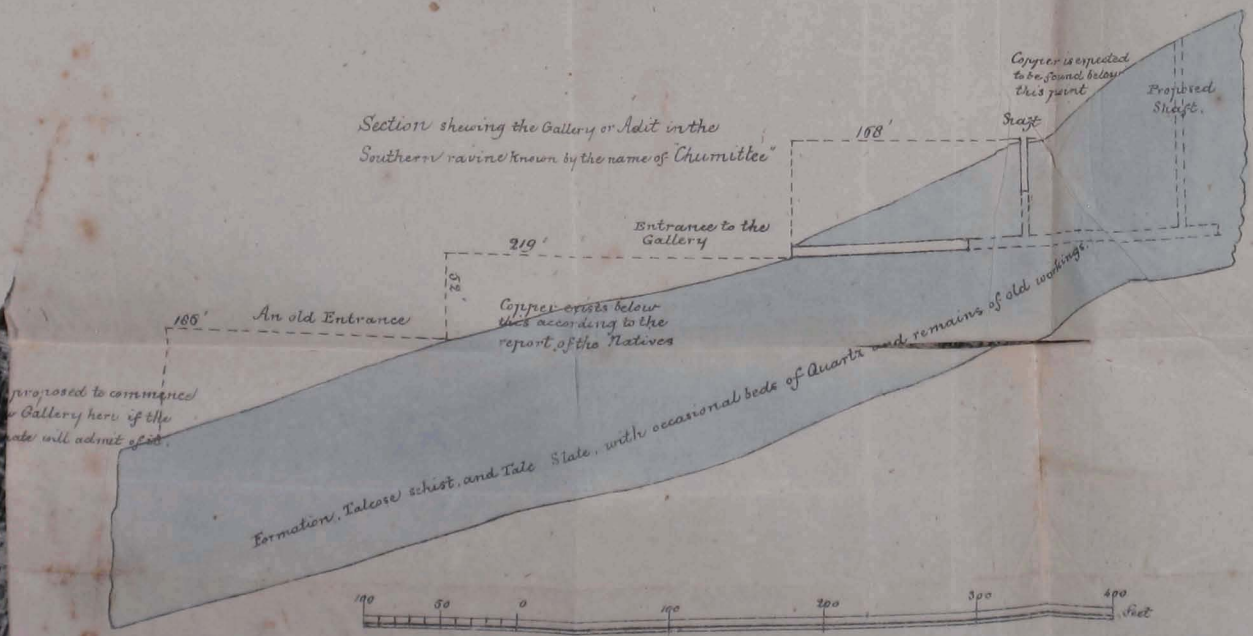 Section shewing the Gallery or Adit in the
Southern ravine known by the name of "Chumittee"
Copper is expected
to be found below
this point
Proposed
Shaft.
Shaft
168'
Entrance to the
Gallery
219'
52'
An old Entrance
Copper exists below
this according to the
report of the Natives
proposed to commence
Gallery here if the
will admit of it.
Formation, Talcose schist, and Talc Slate, with occasional beds of Quartz and remains of old workings.
100 50 0 100 200 300 400 feet